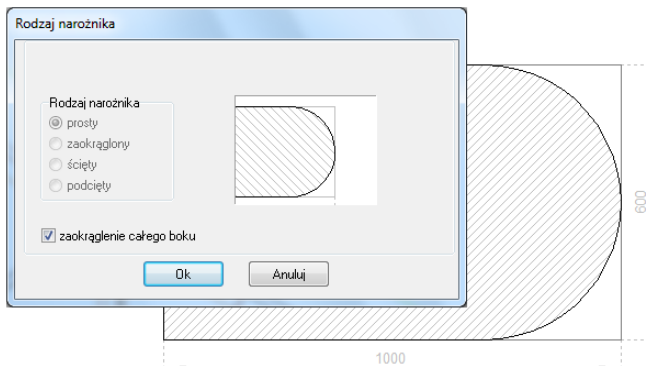 Rodzaj narożnika
Rodzaj narożnika
prosty
zaokrąglony
ścięty
podcięty
zaokrąglenie całego boku
Ok
Anuluj
600
1000